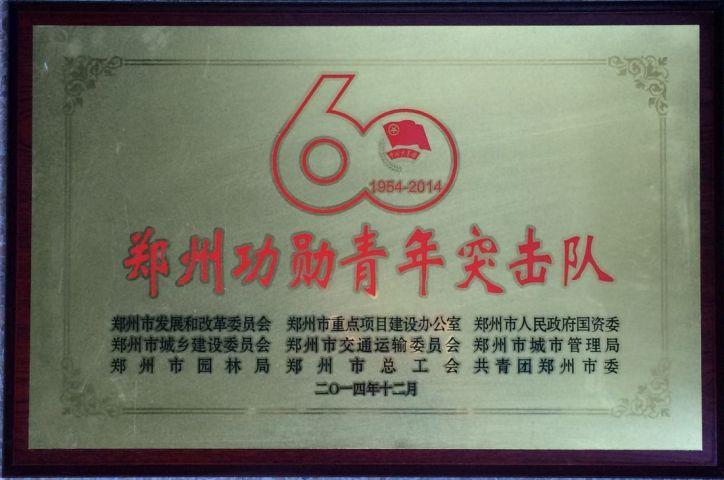 60
1954-2014
郑州功勋青年突击队
郑州市发展和改革委员会 郑州市重点项目建设办公室 郑州市人民政府国资委
郑州市城乡建设委员会 郑州市交通运输委员会 郑州市城市管理局
郑州市园林局 郑州市总工会 共青团郑州市委
二〇一四年十二月